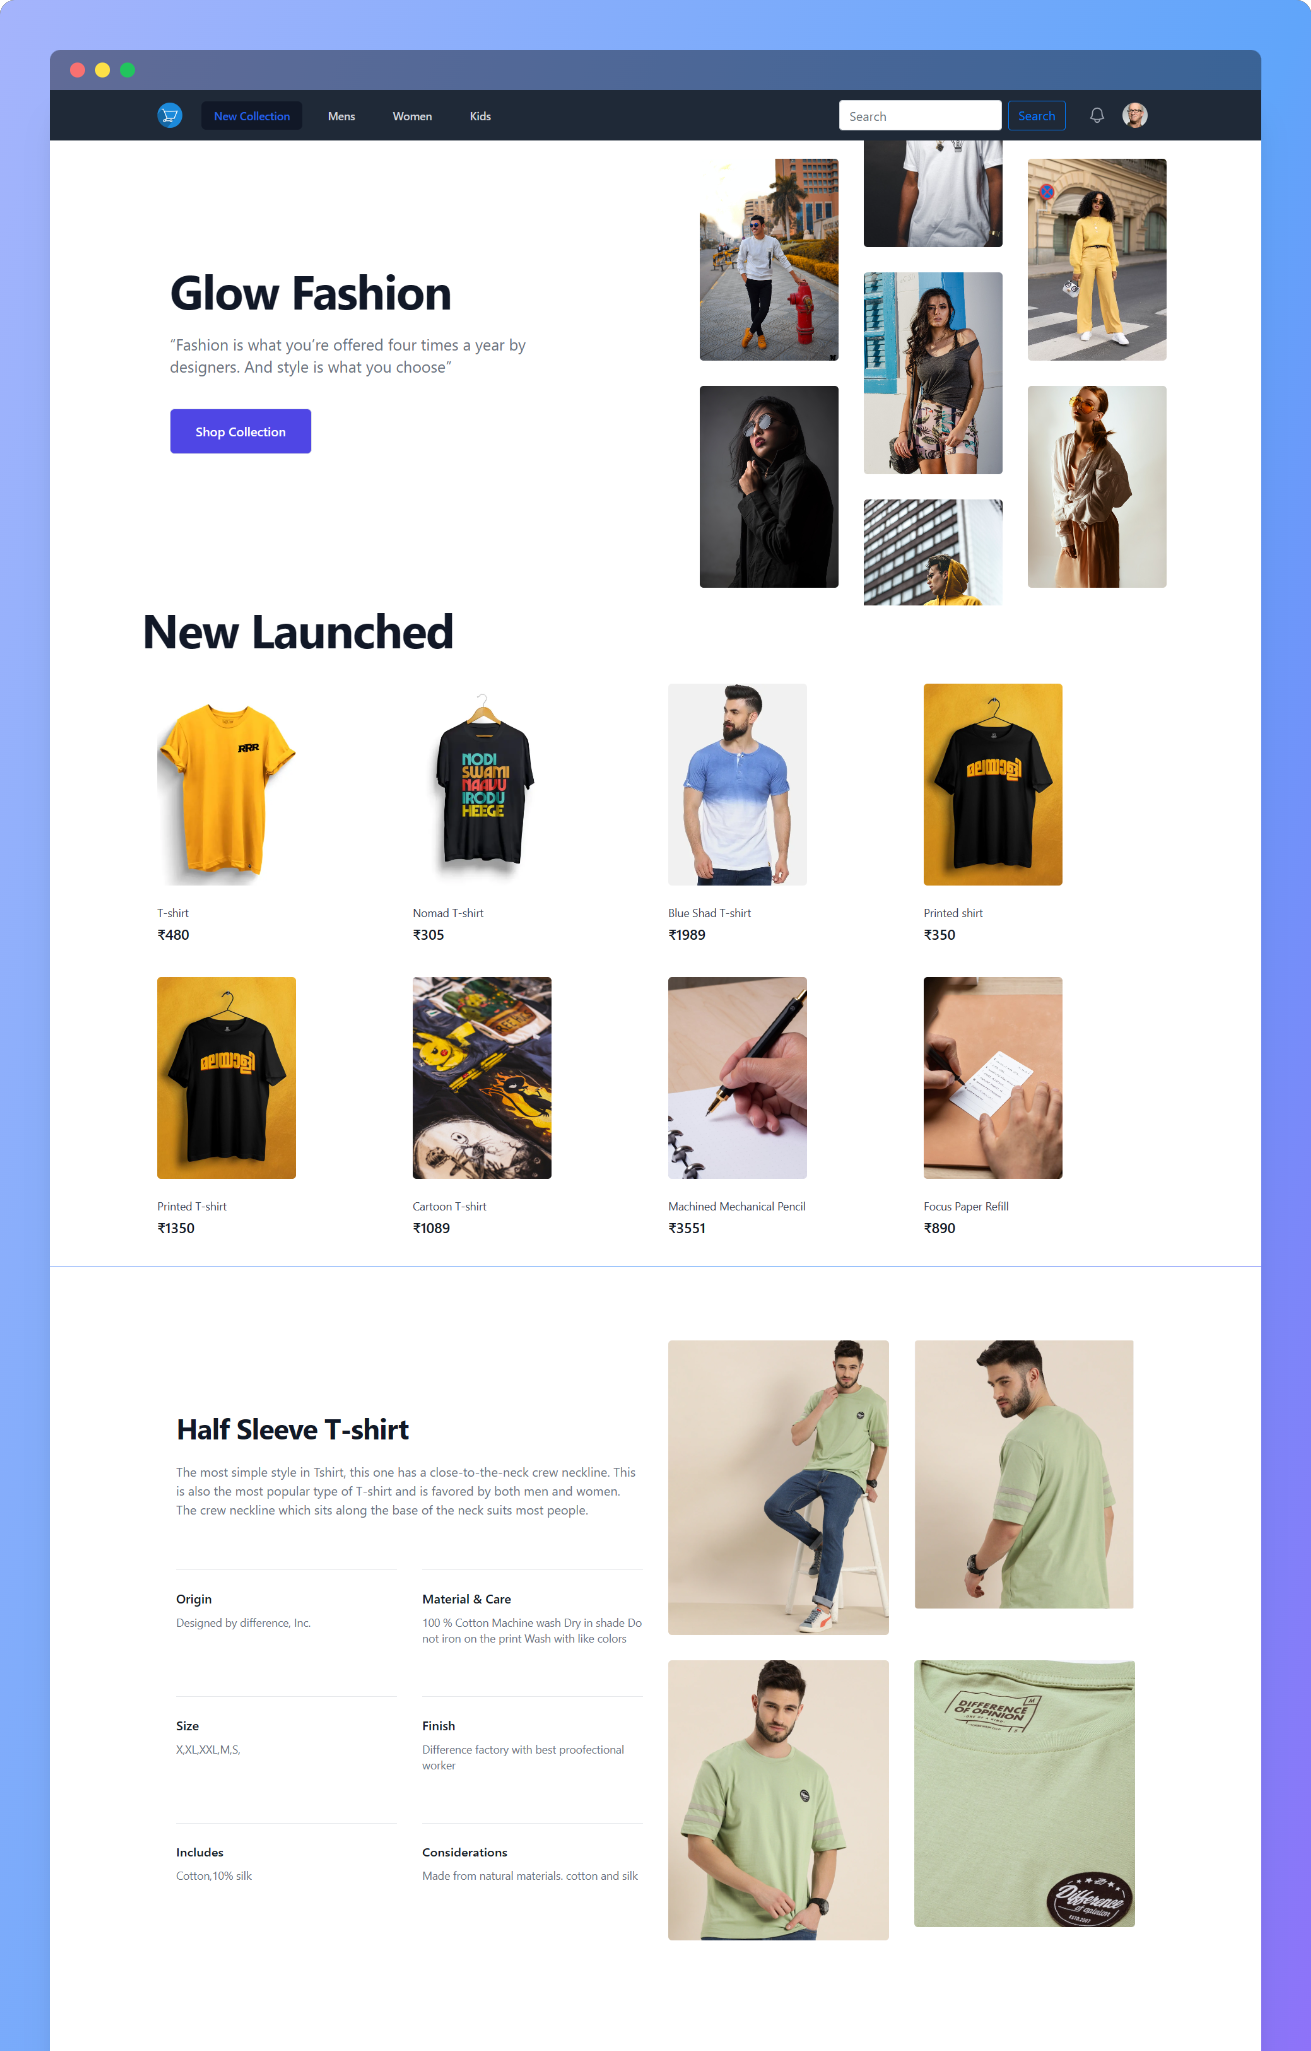 New Collection
Mens
Women
Kids
Search
Search
Glow Fashion
“Fashion is what you’re offered four times a year by
designers. And style is what you choose”
Shop Collection
New Launched
RRR
NODI
SWAMI
NAAVU
IRODU
HEEGE
മലയാളി
T-shirt
₹480
Nomad T-shirt
₹305
Blue Shad T-shirt
₹1989
Printed shirt
₹350
മലയാളി
Printed T-shirt
₹1350
Cartoon T-shirt
₹1089
Machined Mechanical Pencil
₹3551
Focus Paper Refill
₹890
Half Sleeve T-shirt
The most simple style in Tshirt, this one has a close-to-the-neck crew neckline. This
is also the most popular type of T-shirt and is favored by both men and women.
The crew neckline which sits along the base of the neck suits most people.
Origin
Designed by difference, Inc.
Material & Care
100 % Cotton Machine wash Dry in shade Do
not iron on the print Wash with like colors
Size
X,XL,XXL,M,S,
Finish
Difference factory with best proofectional
worker
Includes
Cotton,10% silk
Considerations
Made from natural materials. cotton and silk
M
DIFFERENCE
OF OPINION
Difference
of opinion